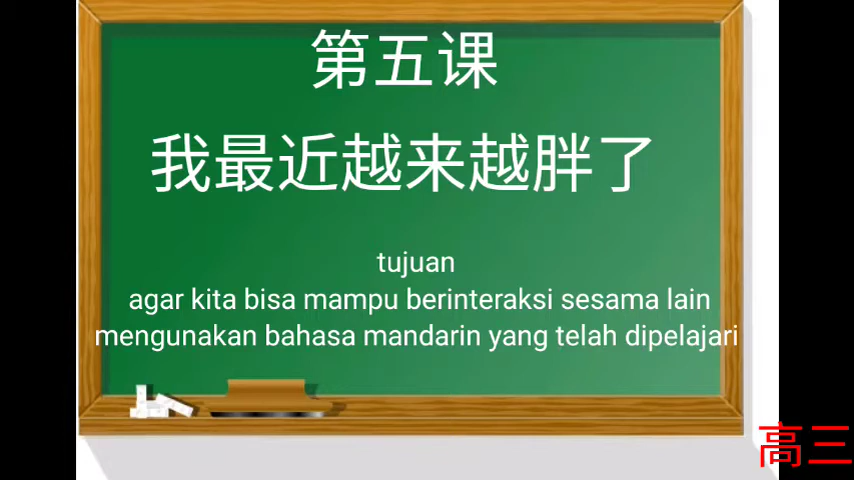 第五课
我最近越来越胖了
tujuan
agar kita bisa mampu berinteraksi sesama lain
mengunakan bahasa mandarin yang telah dipelajari
高三